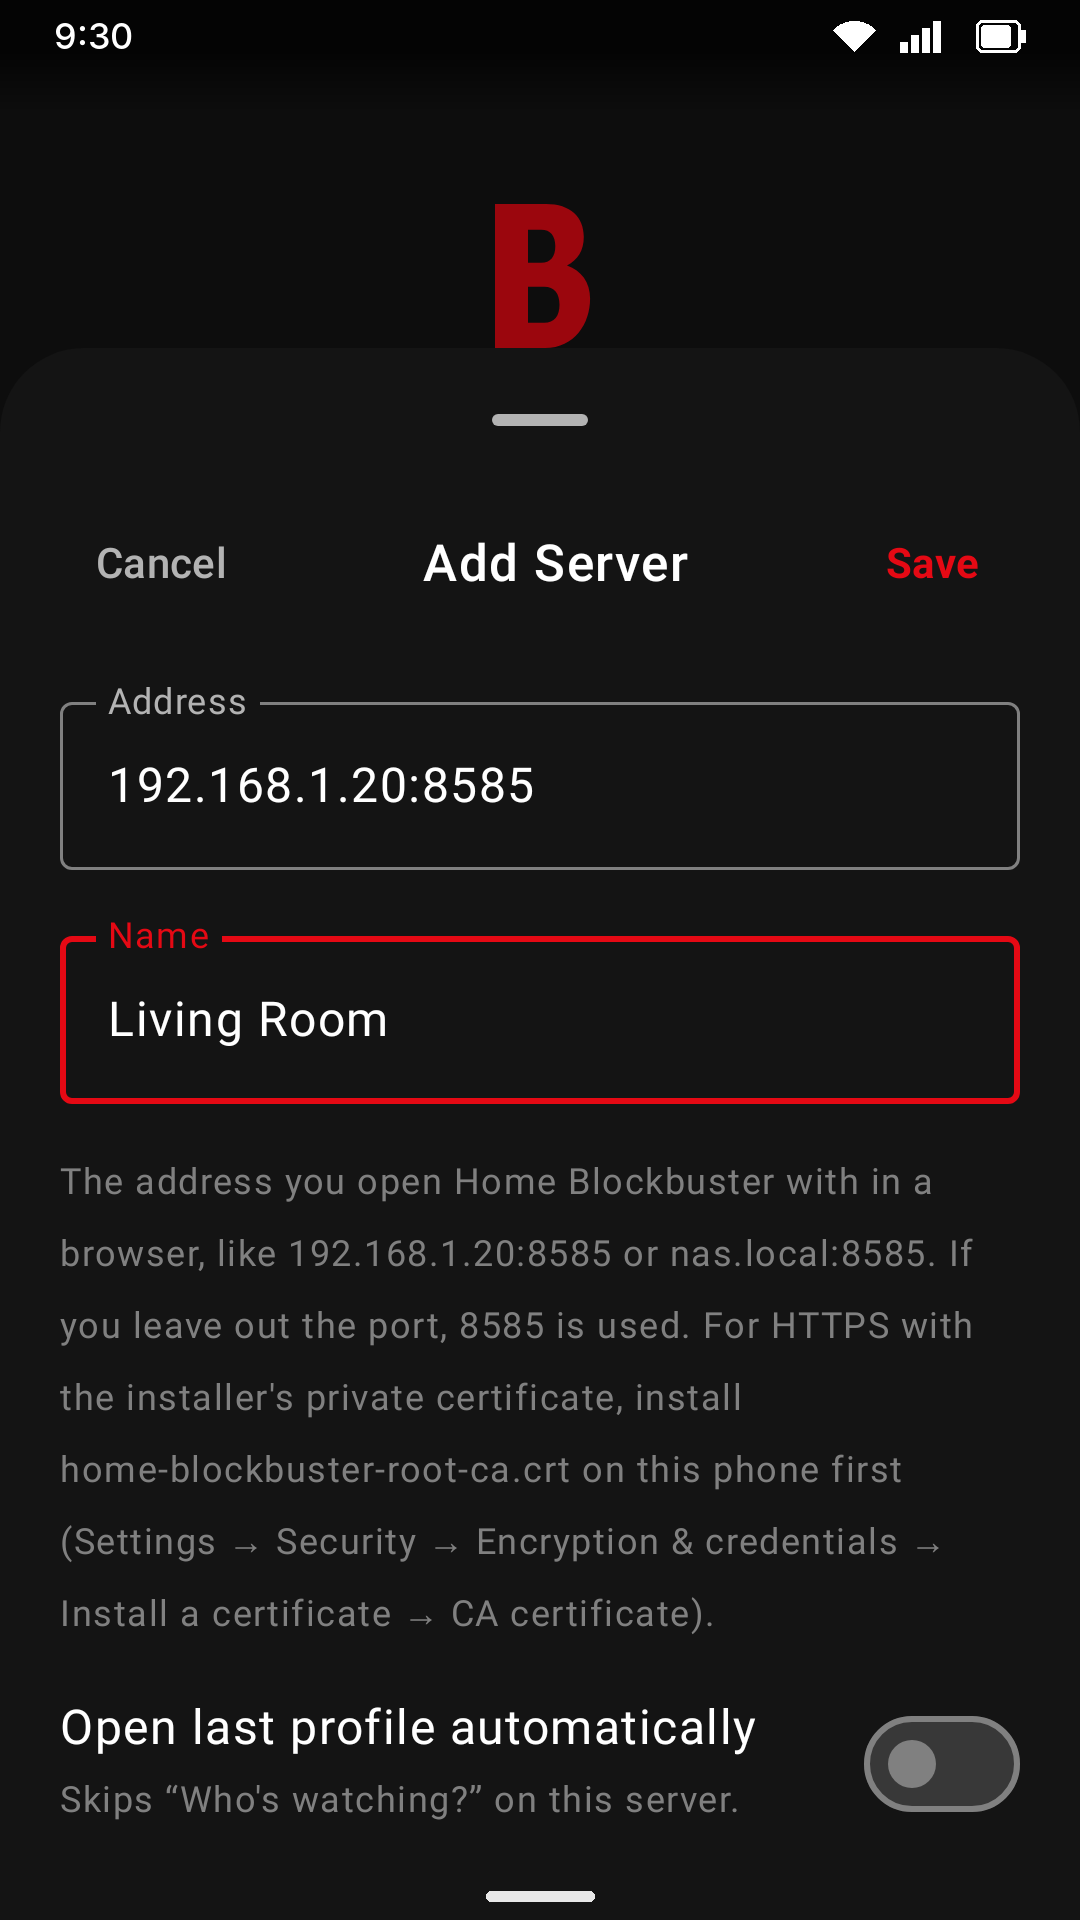 9:30
B
Cancel
Add Server
Save
Address
192.168.1.20:8585
Name
Living Room
The address you open Home Blockbuster with in a
browser, like 192.168.1.20:8585 or nas.local:8585. If
you leave out the port, 8585 is used. For HTTPS with
the installer's private certificate, install
home-blockbuster-root-ca.crt on this phone first
(Settings → Security → Encryption & credentials →
Install a certificate → CA certificate).
Open last profile automatically
Skips “Who's watching?” on this server.